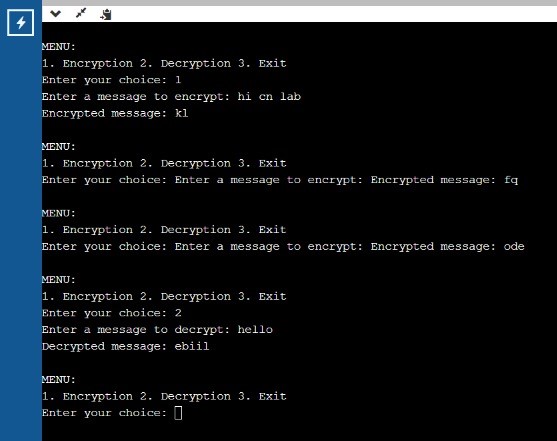 MENU:
1. Encryption 2. Decryption 3. Exit
Enter your choice: 1
Enter a message to encrypt: hi cn lab
Encrypted message: kl
MENU:
1. Encryption 2. Decryption 3. Exit
Enter your choice: Enter a message to encrypt: Encrypted message: fq
MENU:
1. Encryption 2. Decryption 3. Exit
Enter your choice: Enter a message to encrypt: Encrypted message: ode
MENU:
1. Encryption 2. Decryption 3. Exit
Enter your choice: 2
Enter a message to decrypt: hello
Decrypted message: ebiil
MENU:
1. Encryption 2. Decryption 3. Exit
Enter your choice: